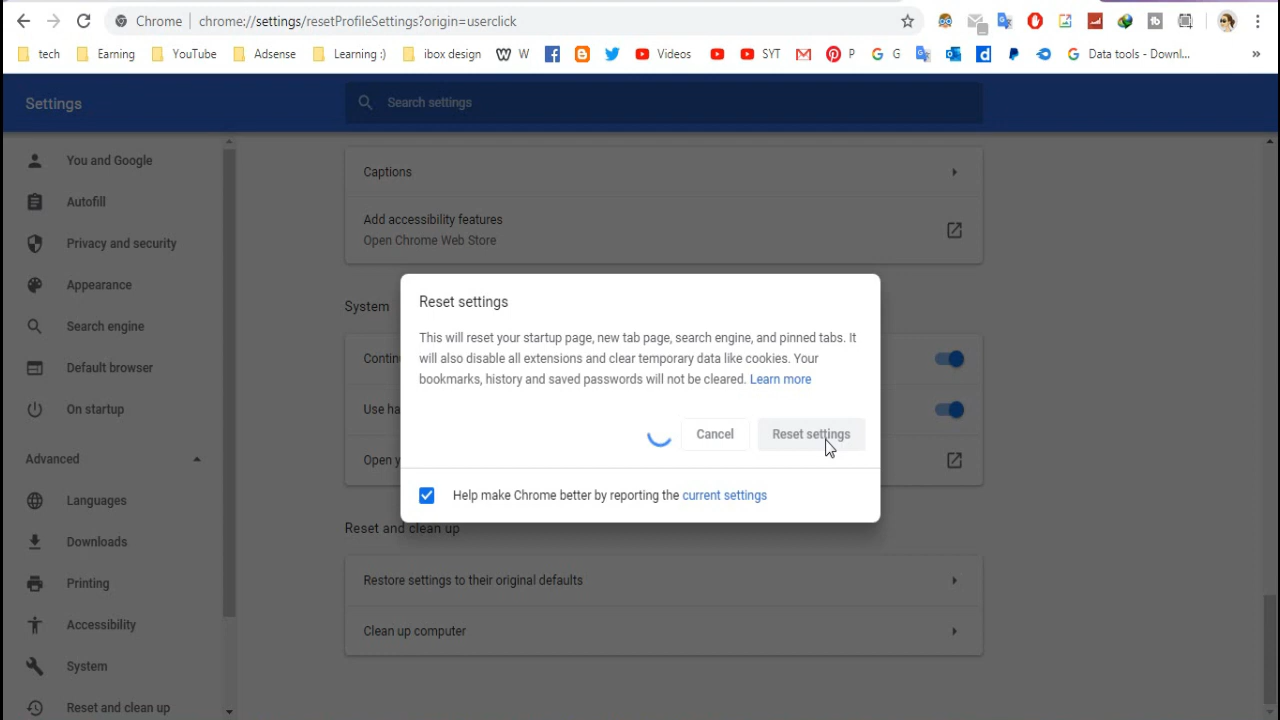 Chrome chrome://settings/resetProfileSettings?origin=userclick
tech Earning YouTube Adsense Learning :) ibox design W Videos SYT P G Data tools - Downl... »
Settings
Search settings
You and Google
Autofill
Privacy and security
Appearance
Search engine
Default browser
On startup
Advanced
Languages
Downloads
Printing
Accessibility
System
Reset and clean up
Captions
Add accessibility features
Open Chrome Web Store
System
Contin
Use ha
Open y
Reset settings
This will reset your startup page, new tab page, search engine, and pinned tabs. It
will also disable all extensions and clear temporary data like cookies. Your
bookmarks, history and saved passwords will not be cleared. Learn more
Cancel
Reset settings
Help make Chrome better by reporting the current settings
Reset and clean up
Restore settings to their original defaults
Clean up computer